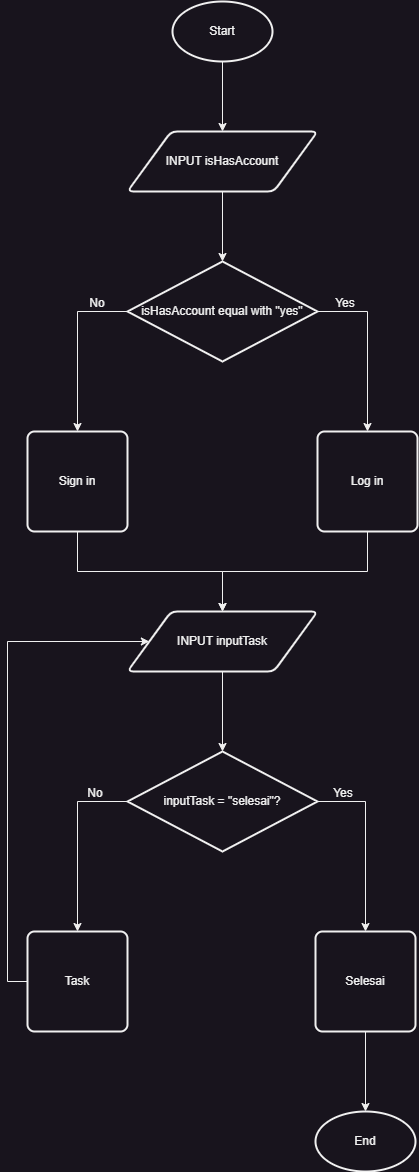 Start
INPUT isHasAccount
isHasAccount equal with "yes"
No
Yes
Sign in
Log in
INPUT inputTask
inputTask = "selesai"?
No
Yes
Task
Selesai
End